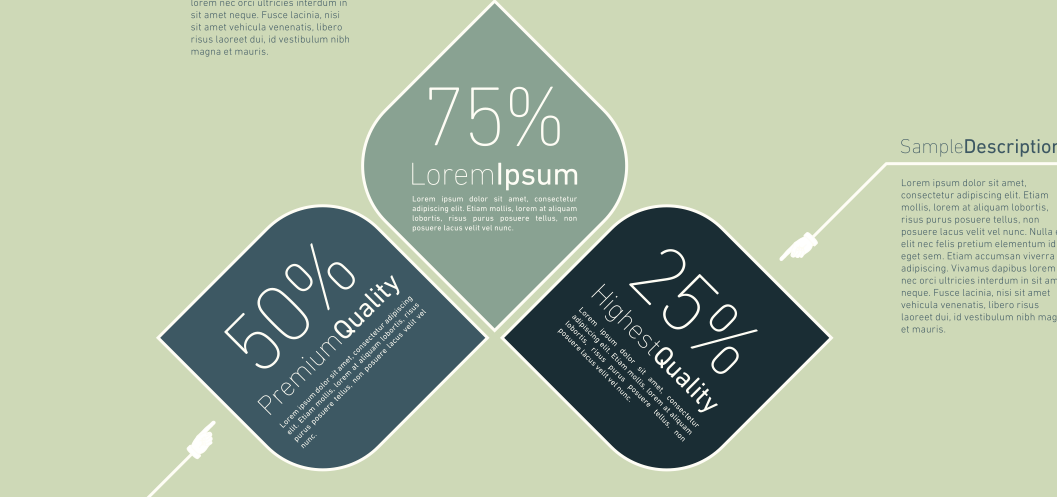 lorem nec orci ultricies interdum in
sit amet neque. Fusce lacinia, nisi
sit amet vehicula venenatis, libero
risus laoreet dui, id vestibulum nibh
magna et mauris.
75%
LoremIpsum
Lorem ipsum dolor sit amet, consectetur
adipiscing elit. Etiam mollis, lorem at aliquam
lobortis, risus purus posuere tellus, non
posuere lacus velit vel nunc.
50%
PremiumQuality
Lorem ipsum dolor sit amet, consectetur adipiscing
elit. Etiam mollis, lorem at aliquam lobortis, risus
purus posuere tellus, non posuere lacus velit vel
nunc.
25%
HighestQuality
Lorem ipsum dolor sit amet, consectetur
adipiscing elit. Etiam mollis, lorem at aliquam
lobortis, risus purus posuere tellus, non
posuere lacus velit vel nunc.
SampleDescription
Lorem ipsum dolor sit amet,
consectetur adipiscing elit. Etiam
mollis, lorem at aliquam lobortis,
risus purus posuere tellus, non
posuere lacus velit vel nunc. Nulla
elit nec felis pretium elementum id
eget sem. Etiam accumsan viverra
adipiscing. Vivamus dapibus lorem
nec orci ultricies interdum in sit am
neque. Fusce lacinia, nisi sit amet
vehicula venenatis, libero risus
laoreet dui, id vestibulum nibh mag
et mauris.